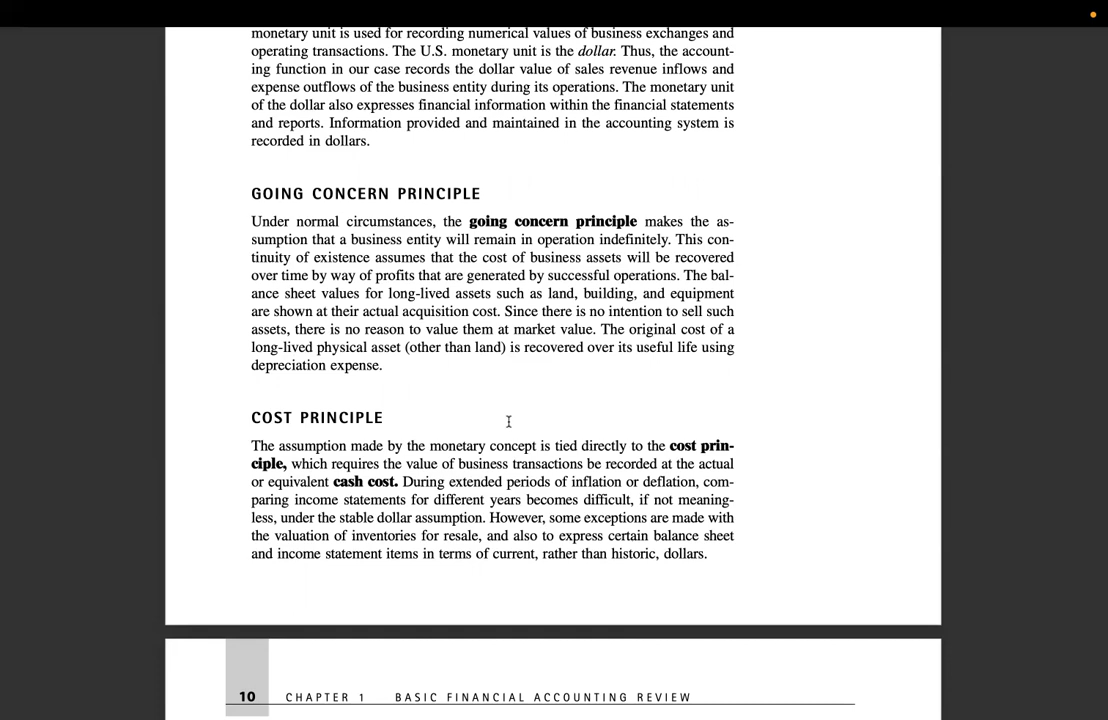 monetary unit is used for recording numerical values of business exchanges and
operating transactions. The U.S. monetary unit is the dollar. Thus, the account-
ing function in our case records the dollar value of sales revenue inflows and
expense outflows of the business entity during its operations. The monetary unit
of the dollar also expresses financial information within the financial statements
and reports. Information provided and maintained in the accounting system is
recorded in dollars.
GOING CONCERN PRINCIPLE
Under normal circumstances, the going concern principle makes the as-
sumption that a business entity will remain in operation indefinitely. This con-
tinuity of existence assumes that the cost of business assets will be recovered
over time by way of profits that are generated by successful operations. The bal-
ance sheet values for long-lived assets such as land, building, and equipment
are shown at their actual acquisition cost. Since there is no intention to sell such
assets, there is no reason to value them at market value. The original cost of a
long-lived physical asset (other than land) is recovered over its useful life using
depreciation expense.
COST PRINCIPLE
The assumption made by the monetary concept is tied directly to the cost prin-
ciple, which requires the value of business transactions be recorded at the actual
or equivalent cash cost. During extended periods of inflation or deflation, com-
paring income statements for different years becomes difficult, if not meaning-
less, under the stable dollar assumption. However, some exceptions are made with
the valuation of inventories for resale, and also to express certain balance sheet
and income statement items in terms of current, rather than historic, dollars.
10 CHAPTER 1 BASIC FINANCIAL ACCOUNTING REVIEW